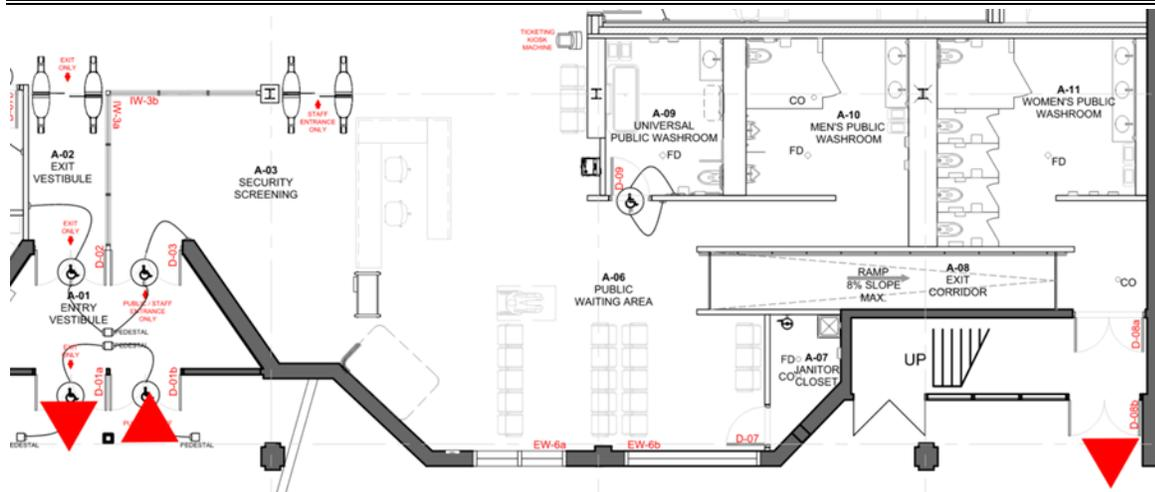 TICKETING
KIOSK
MACHINE
EXIT
ONLY
IW-3b
IW-3a
STAFF
ENTRANCE
ONLY
A-02
EXIT
VESTIBULE
A-03
SECURITY
SCREENING
A-09
UNIVERSAL
PUBLIC WASHROOM
FD
D-09
CO
A-10
MEN'S PUBLIC
WASHROOM
FD
A-11
WOMEN'S PUBLIC
WASHROOM
FD
EXIT
ONLY
D-02
D-03
A-01
ENTRY
VESTIBULE
PUBLIC / STAFF
ENTRANCE
ONLY
PEDESTAL
PEDESTAL
EXIT
ONLY
D-01a
D-01b
PEDESTAL
PEDESTAL
A-06
PUBLIC
WAITING AREA
RAMP
8% SLOPE
MAX.
A-08
EXIT
CORRIDOR
CO
A-07
JANITOR
CLOSET
FD
CO
UP
D-08a
D-08b
EW-6a
EW-6b
D-07